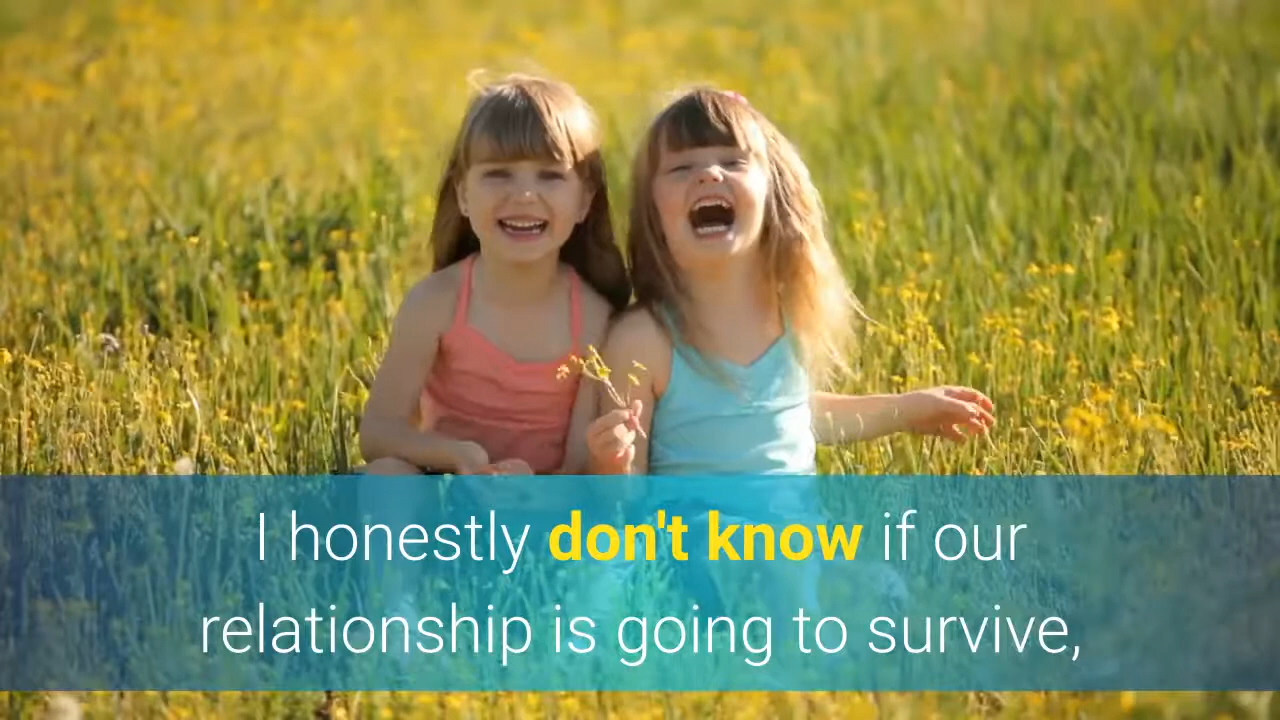 I honestly don't know if our
relationship is going to survive,